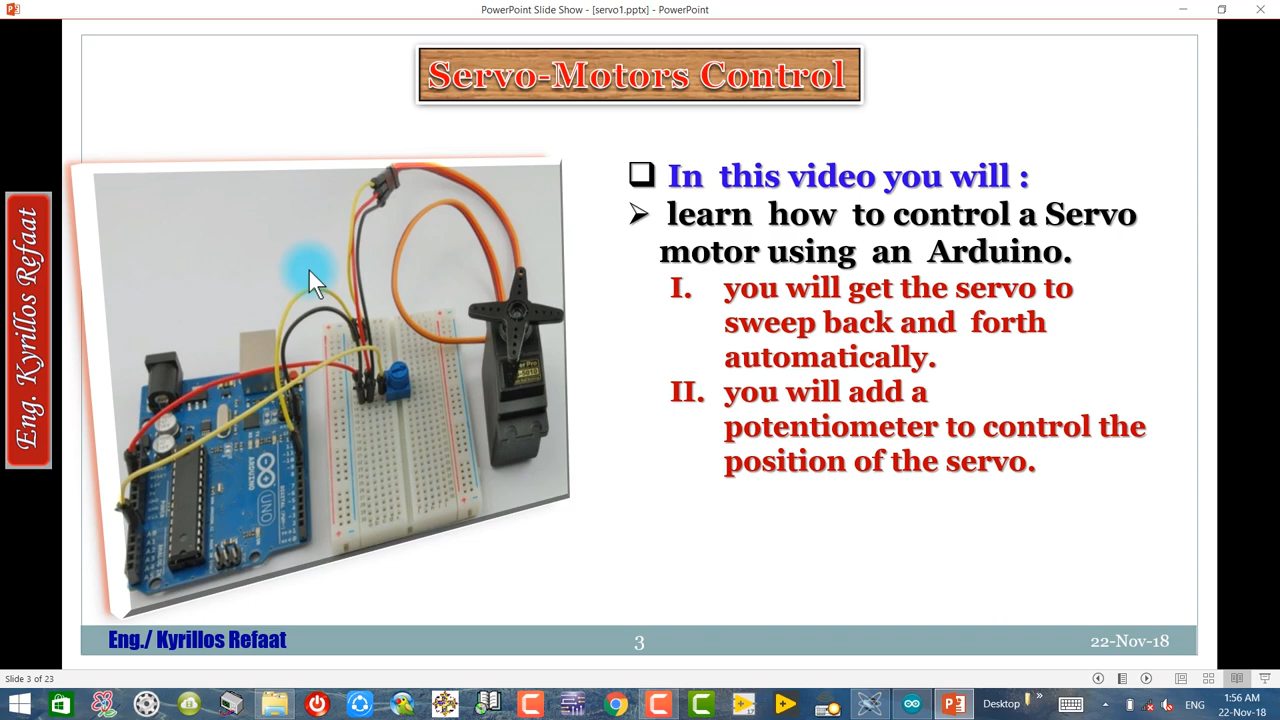 PowerPoint Slide Show - [servo1.pptx] - PowerPoint
Servo-Motors Control
Eng. Kyrillos Refaat
In this video you will :
learn how to control a Servo
motor using an Arduino.
I. you will get the servo to
sweep back and forth
automatically.
II. you will add a
potentiometer to control the
position of the servo.
ARDUINO
UNO
Eng./ Kyrillos Refaat
3
22-Nov-18
Slide 3 of 23
Desktop
ENG
1:56 AM
22-Nov-18